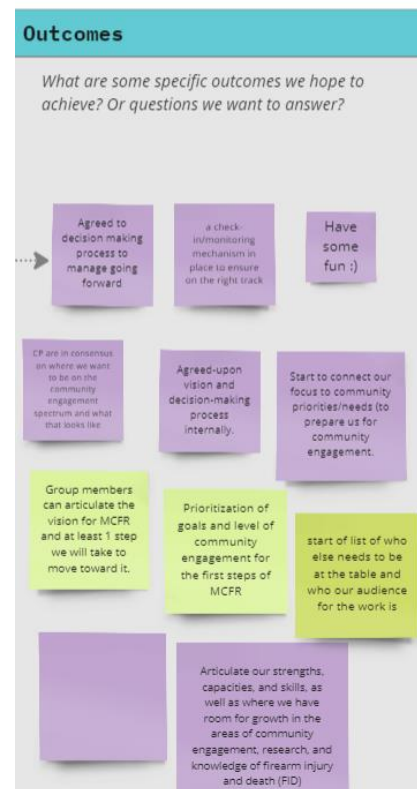 Outcomes
What are some specific outcomes we hope to
achieve? Or questions we want to answer?
Agreed to
decision making
process to
manage going
forward
a check-
in/monitoring
mechanism in
place to ensure
on the right track
Have
some
fun :)
CP are in consensus
on where we want
to be on the
community
engagement
spectrum and what
that looks like
Agreed-upon
vision and
decision-making
process
internally.
Start to connect our
focus to community
priorities/needs (to
prepare us for
community
engagement.
Group members
can articulate the
vision for MCFR
and at least 1 step
we will take to
move toward it.
Prioritization of
goals and level of
community
engagement for
the first steps of
MCFR
start of list of who
else needs to be
at the table and
who our audience
for the work is
Articulate our strengths,
capacities, and skills, as
well as where we have
room for growth in the
areas of community
engagement, research, and
knowledge of firearm injury
and death (FID)